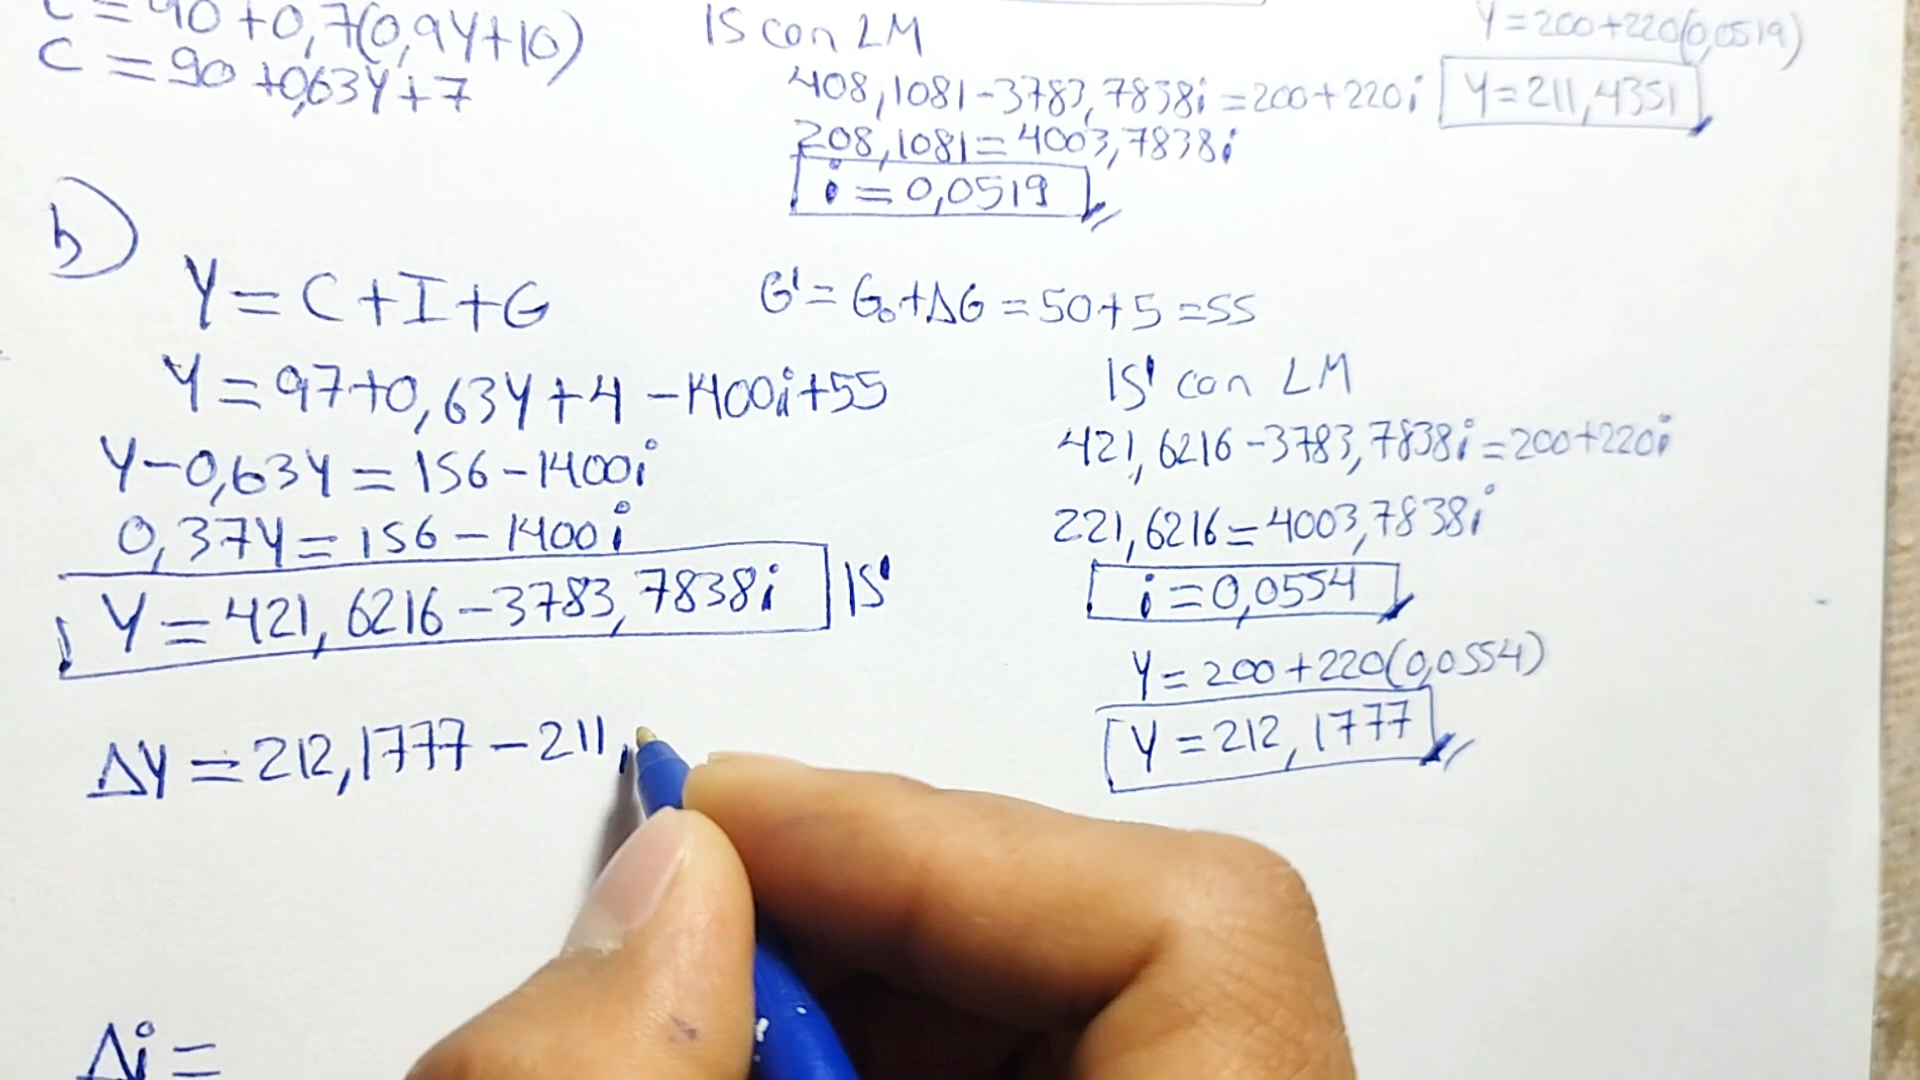 C = 90 + 0,7(0,9Y + 10)
C = 90 + 0,63Y + 7
IS con LM
408,1081 - 3783,7838i = 200 + 220i
208,1081 = 4003,7838i
i = 0,0519
Y = 200 + 220(0,0519)
Y = 211,4351
b)
Y = C + I + G
G' = G₀ + ΔG = 50 + 5 = 55
Y = 97 + 0,63Y + 4 - 1400i + 55
Y - 0,63Y = 156 - 1400i
0,37Y = 156 - 1400i
Y = 421,6216 - 3783,7838i IS'
IS' con LM
421,6216 - 3783,7838i = 200 + 220i
221,6216 = 4003,7838i
i = 0,0554
Y = 200 + 220(0,0554)
Y = 212,1777
ΔY = 212,1777 - 211,
Δi =